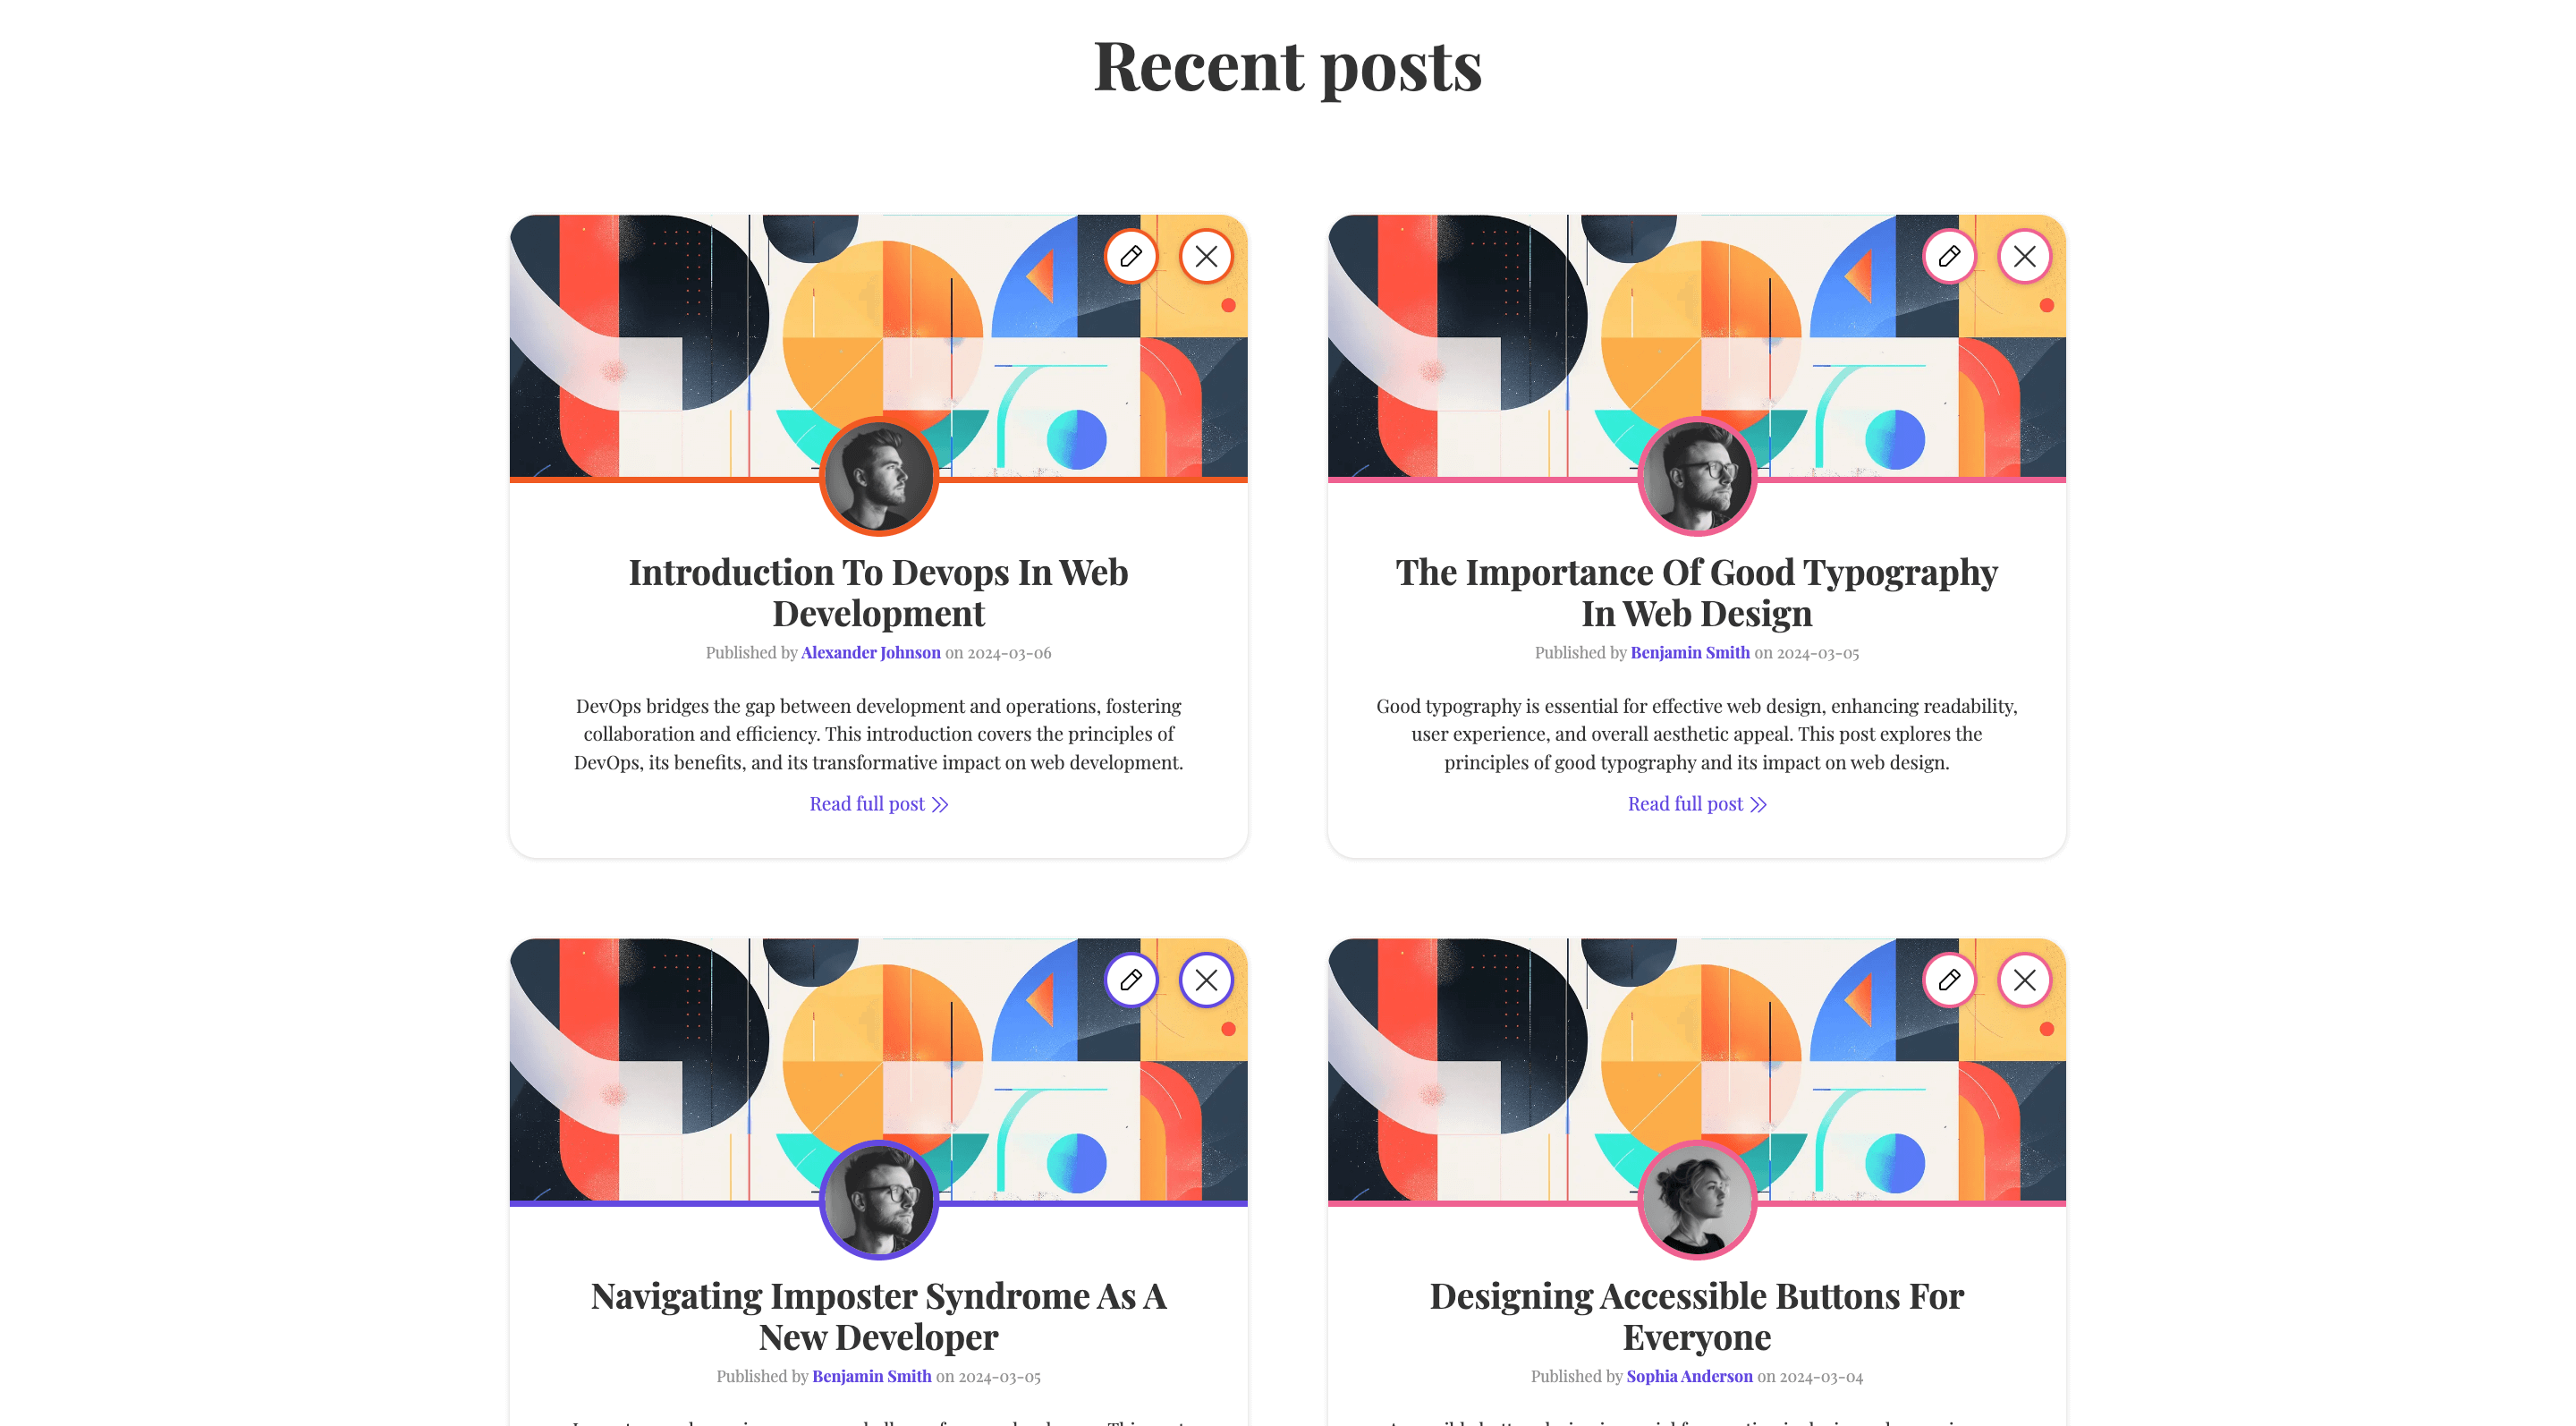 Recent posts
Introduction To Devops In Web
Development
Published by Alexander Johnson on 2024-03-06
DevOps bridges the gap between development and operations, fostering
collaboration and efficiency. This introduction covers the principles of
DevOps, its benefits, and its transformative impact on web development.
Read full post
The Importance Of Good Typography
In Web Design
Published by Benjamin Smith on 2024-03-05
Good typography is essential for effective web design, enhancing readability,
user experience, and overall aesthetic appeal. This post explores the
principles of good typography and its impact on web design.
Read full post
Navigating Imposter Syndrome As A
New Developer
Published by Benjamin Smith on 2024-03-05
Designing Accessible Buttons For
Everyone
Published by Sophia Anderson on 2024-03-04